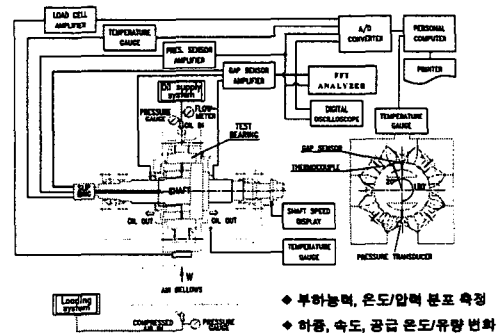 LOAD CELL
AMPLIFIER
TEMPERATURE
GAUGE
PRES. SENSOR
AMPLIFIER
GAP SENSOR
AMPLIFIER
A/D
CONVERTER
PERSONAL
COMPUTER
PRINTER
FFT
ANALYZER
DIGITAL
OSCILLOSCOPE
TEMPERATURE
GAUGE
Oil supply
system
PRESSURE
GAUGE
FLOW-
METER
OIL IN
TEST
BEARING
GAP SENSOR
THERMOCOUPLE
LBP
SLIP
RING
SHAFT
OIL OUT
OIL OUT
SHAFT SPEED
DISPLAY
TEMPERATURE
GAUGE
PRESSURE TRANSDUCER
W
AIR BELLOWS
Loading
system
COMPRESSED
AIR IN
PRESSURE
GAUGE
◆ 부하능력, 온도/압력 분포 측정
◆ 하중, 속도, 공급 온도/유량 변화